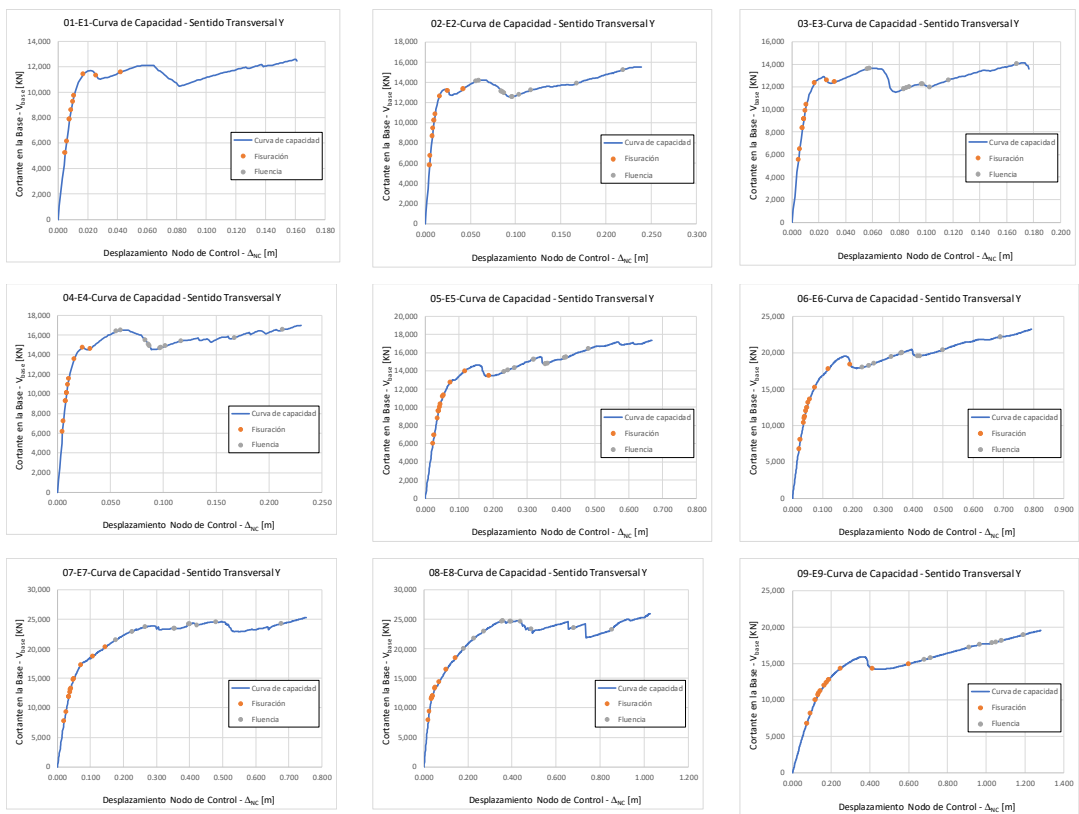 01-E1-Curva de Capacidad - Sentido Transversal Y
14,000
12,000
10,000
8,000
6,000
4,000
2,000
0
0.000 0.020 0.040 0.060 0.080 0.100 0.120 0.140 0.160 0.180
Cortante en la Base - Vbase [KN]
Desplazamiento Nodo de Control - ΔNC [m]
Curva de capacidad
Fisuración
Fluencia
02-E2-Curva de Capacidad - Sentido Transversal Y
18,000
16,000
14,000
12,000
10,000
8,000
6,000
4,000
2,000
0
0.000 0.050 0.100 0.150 0.200 0.250 0.300
Cortante en la Base - Vbase [KN]
Desplazamiento Nodo de Control - ΔNC [m]
Curva de capacidad
Fisuración
Fluencia
03-E3-Curva de Capacidad - Sentido Transversal Y
16,000
14,000
12,000
10,000
8,000
6,000
4,000
2,000
0
0.000 0.020 0.040 0.060 0.080 0.100 0.120 0.140 0.160 0.180 0.200
Cortante en la Base - Vbase [KN]
Desplazamiento Nodo de Control - ΔNC [m]
Curva de capacidad
Fisuración
Fluencia
04-E4-Curva de Capacidad - Sentido Transversal Y
18,000
16,000
14,000
12,000
10,000
8,000
6,000
4,000
2,000
0
0.000 0.050 0.100 0.150 0.200 0.250
Cortante en la Base - Vbase [KN]
Desplazamiento Nodo de Control - ΔNC [m]
Curva de capacidad
Fisuración
Fluencia
05-E5-Curva de Capacidad - Sentido Transversal Y
20,000
18,000
16,000
14,000
12,000
10,000
8,000
6,000
4,000
2,000
0
0.000 0.100 0.200 0.300 0.400 0.500 0.600 0.700 0.800
Cortante en la Base - Vbase [KN]
Desplazamiento Nodo de Control - ΔNC [m]
Curva de capacidad
Fisuración
Fluencia
06-E6-Curva de Capacidad - Sentido Transversal Y
25,000
20,000
15,000
10,000
5,000
0
0.000 0.100 0.200 0.300 0.400 0.500 0.600 0.700 0.800 0.900
Cortante en la Base - Vbase [KN]
Desplazamiento Nodo de Control - ΔNC [m]
Curva de capacidad
Fisuración
Fluencia
07-E7-Curva de Capacidad - Sentido Transversal Y
30,000
25,000
20,000
15,000
10,000
5,000
0
0.000 0.100 0.200 0.300 0.400 0.500 0.600 0.700 0.800
Cortante en la Base - Vbase [KN]
Desplazamiento Nodo de Control - ΔNC [m]
Curva de capacidad
Fisuración
Fluencia
08-E8-Curva de Capacidad - Sentido Transversal Y
30,000
25,000
20,000
15,000
10,000
5,000
0
0.000 0.200 0.400 0.600 0.800 1.000 1.200
Cortante en la Base - Vbase [KN]
Desplazamiento Nodo de Control - ΔNC [m]
Curva de capacidad
Fisuración
Fluencia
09-E9-Curva de Capacidad - Sentido Transversal Y
25,000
20,000
15,000
10,000
5,000
0
0.000 0.200 0.400 0.600 0.800 1.000 1.200 1.400
Cortante en la Base - Vbase [KN]
Desplazamiento Nodo de Control - ΔNC [m]
Curva de capacidad
Fisuración
Fluencia